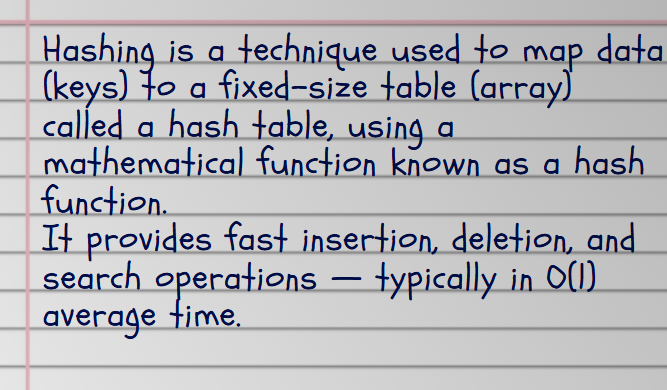 Hashing is a technique used to map data
(keys) to a fixed-size table (array)
called a hash table, using a
mathematical function known as a hash
function.
It provides fast insertion, deletion, and
search operations — typically in O(1)
average time.